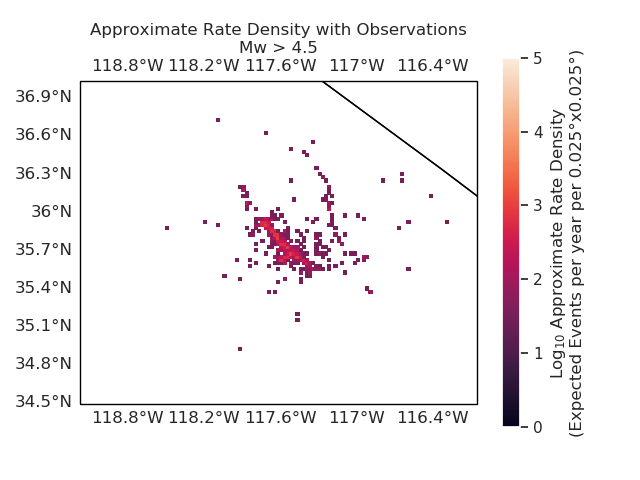 Approximate Rate Density with Observations
Mw > 4.5
118.8°W 118.2°W 117.6°W 117°W 116.4°W
36.9°N
36.6°N
36.3°N
36°N
35.7°N
35.4°N
35.1°N
34.8°N
34.5°N
118.8°W 118.2°W 117.6°W 117°W 116.4°W
5
4
3
2
1
0
Log₁₀ Approximate Rate Density
(Expected Events per year per 0.025°x0.025°)